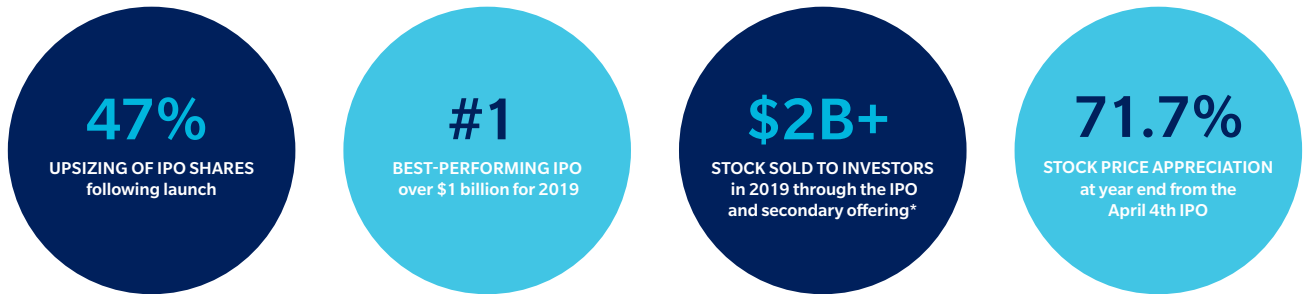 47%
UPSIZING OF IPO SHARES
following launch
#1
BEST-PERFORMING IPO
over $1 billion for 2019
$2B+
STOCK SOLD TO INVESTORS
in 2019 through the IPO
and secondary offering*
71.7%
STOCK PRICE APPRECIATION
at year end from the
April 4th IPO